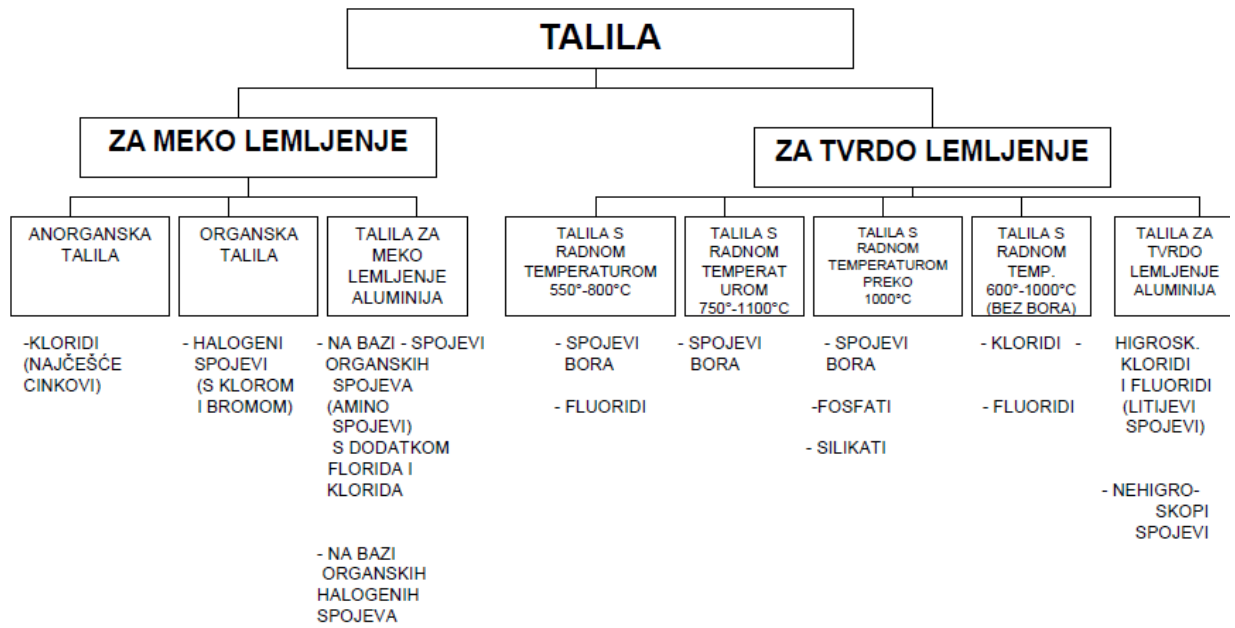 TALILA
ZA MEKO LEMLJENJE
ZA TVRDO LEMLJENJE
ANORGANSKA
TALILA
ORGANSKA
TALILA
TALILA ZA
MEKO
LEMLJENJE
ALUMINIJA
TALILA S
RADNOM
TEMPERATUROM
550°-800°C
TALILA S
RADNOM
TEMPERAT
UROM
750°-1100°C
TALILA S
RADNOM
TEMPERATUROM
PREKO
1000°C
TALILA S
RADNOM
TEMP.
600°-1000°C
(BEZ BORA)
TALILA ZA
TVRDO
LEMLJENJE
ALUMINIJA
-KLORIDI
(NAJČEŠĆE
CINKOVI)
- HALOGENI
SPOJEVI
(S KLOROM
I BROMOM)
- NA BAZI - SPOJEVI
ORGANSKIH
SPOJEVA
(AMINO
SPOJEVI)
S DODATKOM
FLORIDA I
KLORIDA
- NA BAZI
ORGANSKIH
HALOGENIH
SPOJEVA
- SPOJEVI
BORA
- FLUORIDI
- SPOJEVI
BORA
- SPOJEVI
BORA
-FOSFATI
- SILIKATI
- KLORIDI -
- FLUORIDI
HIGROSK.
KLORIDI
I FLUORIDI
(LITIJEVI
SPOJEVI)
- NEHIGRO-
SKOPI
SPOJEVI